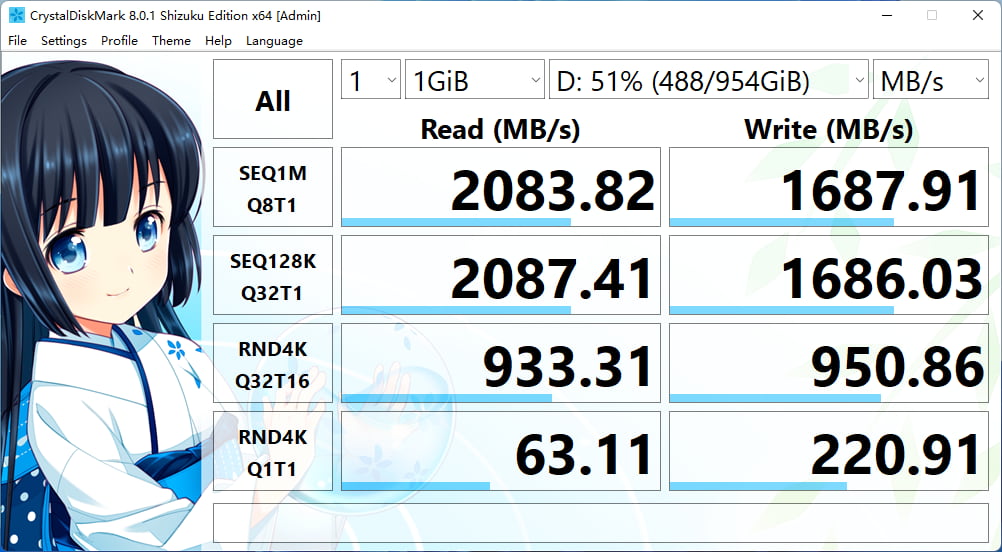 CrystalDiskMark 8.0.1 Shizuku Edition x64 [Admin]
File Settings Profile Theme Help Language
All
1 1GiB D: 51% (488/954GiB) MB/s
Read (MB/s) Write (MB/s)
SEQ1M
Q8T1
2083.82 1687.91
SEQ128K
Q32T1
2087.41 1686.03
RND4K
Q32T16
933.31 950.86
RND4K
Q1T1
63.11 220.91